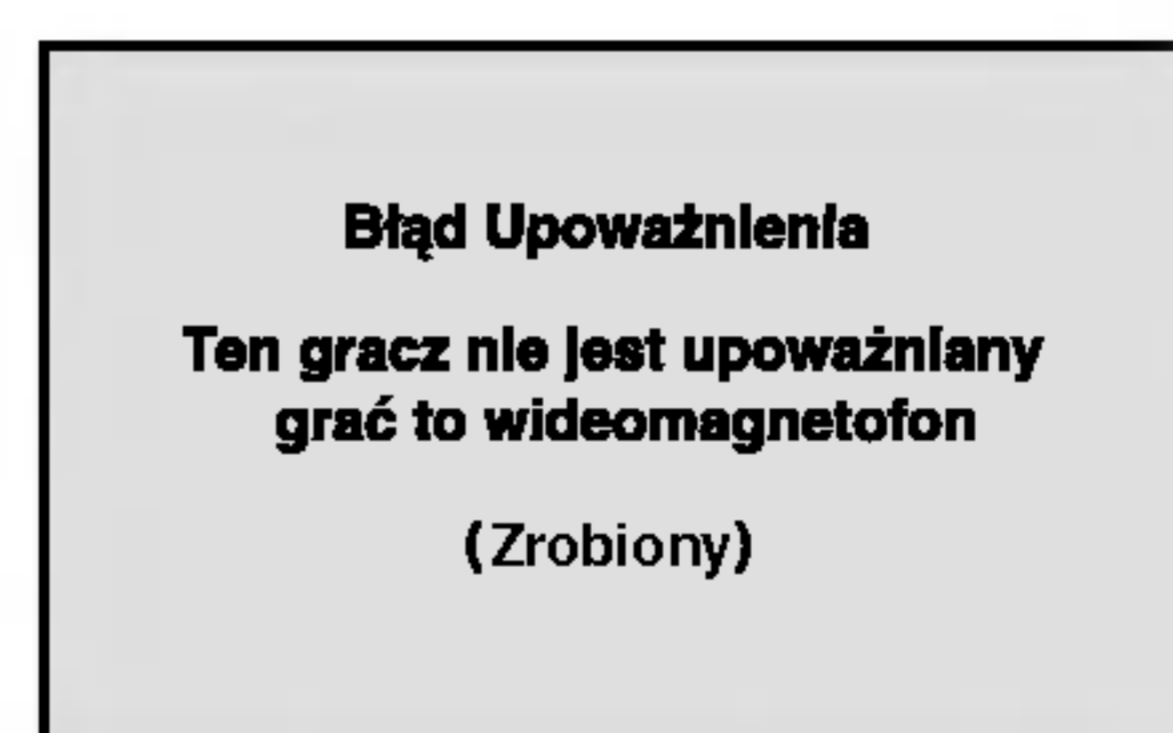 Błąd Upoważnienia
Ten gracz nie jest upoważniany
grać to wideomagnetofon
(Zrobiony)